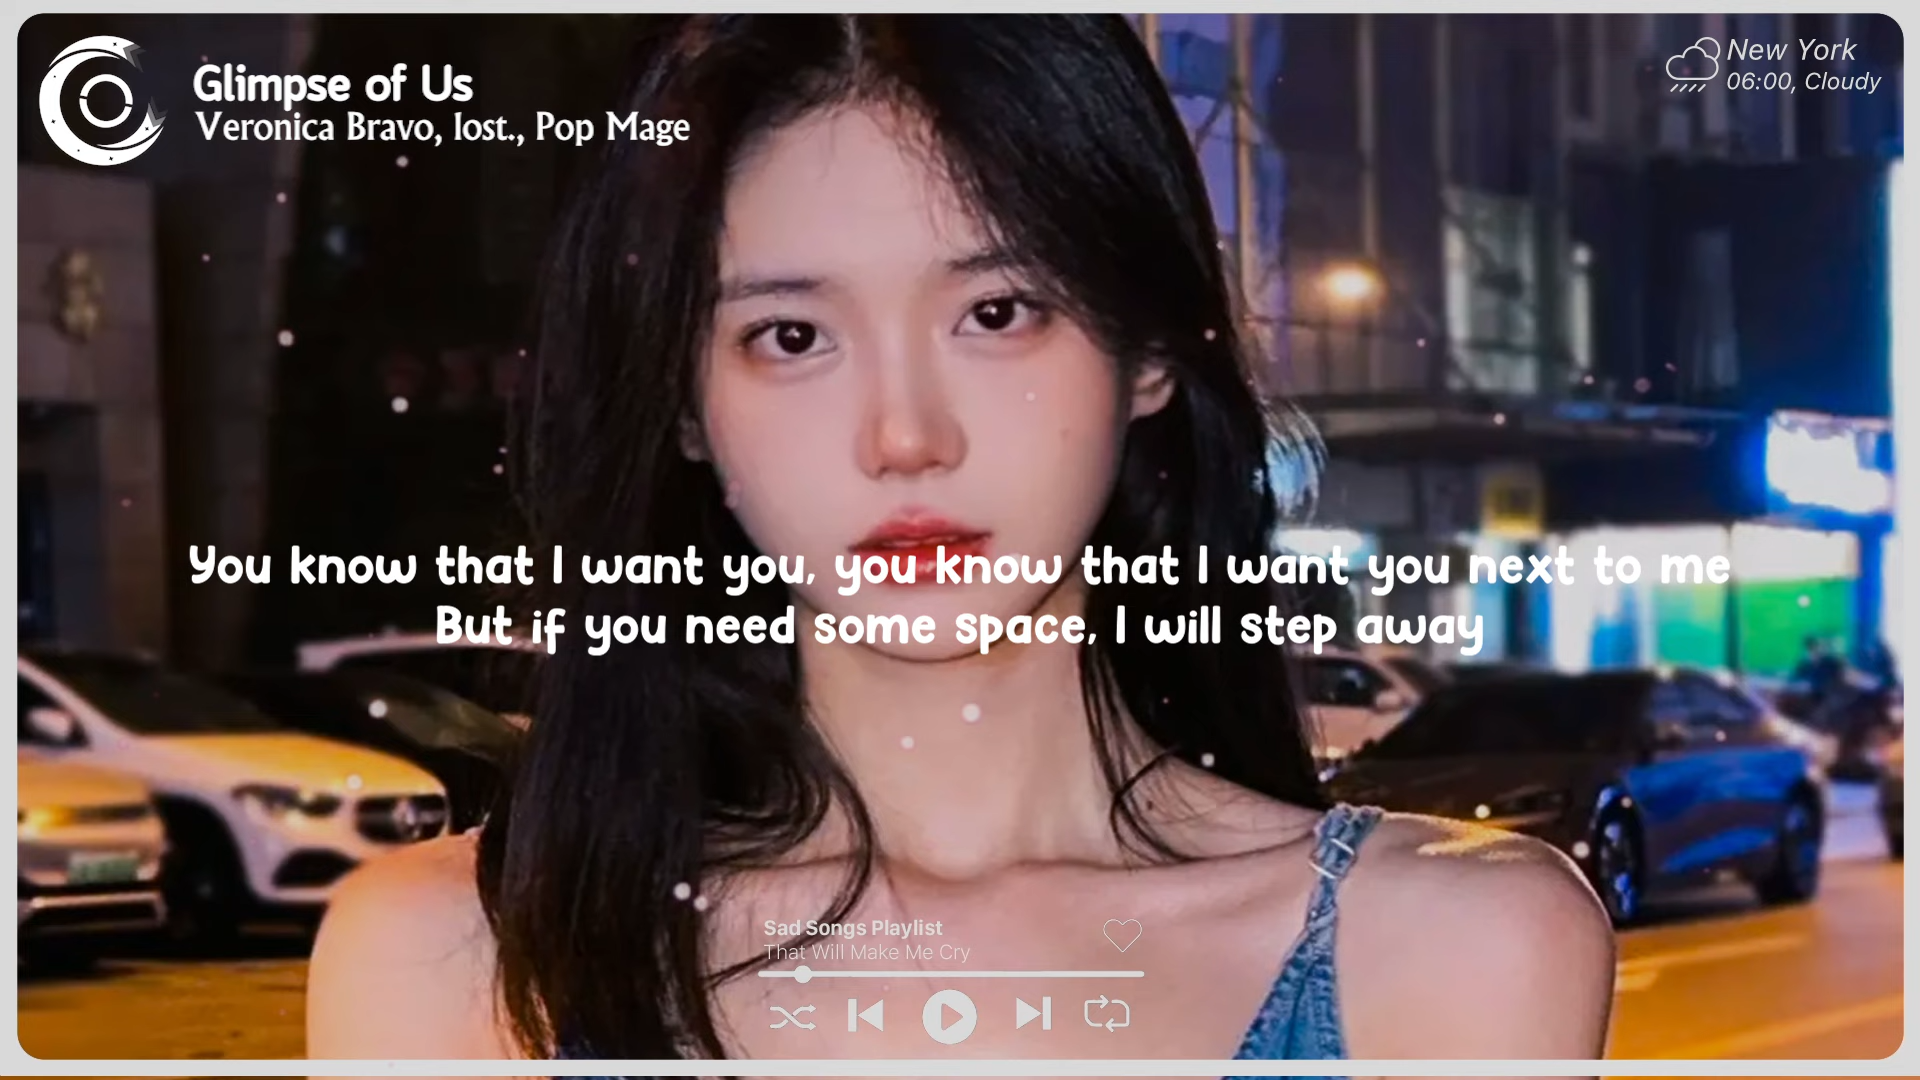 Glimpse of Us
Veronica Bravo, lost., Pop Mage
New York
06:00, Cloudy
You know that I want you, you know that I want you next to me
But if you need some space, I will step away
Sad Songs Playlist
That Will Make Me Cry